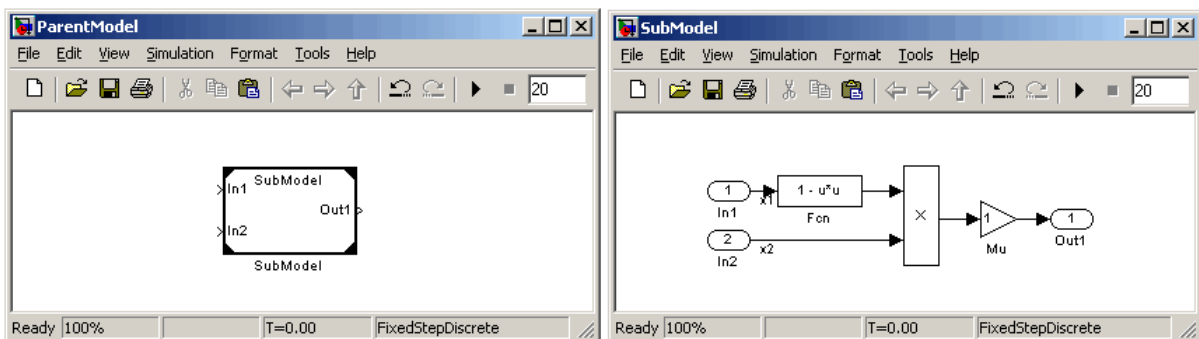 ParentModel
File Edit View Simulation Format Tools Help
20
In1 SubModel
Out1
In2
SubModel
Ready 100% T=0.00 FixedStepDiscrete
SubModel
File Edit View Simulation Format Tools Help
20
1
In1
x1
1 - u*u
Fcn
2
In2
x2
×
1
Mu
1
Out1
Ready 100% T=0.00 FixedStepDiscrete